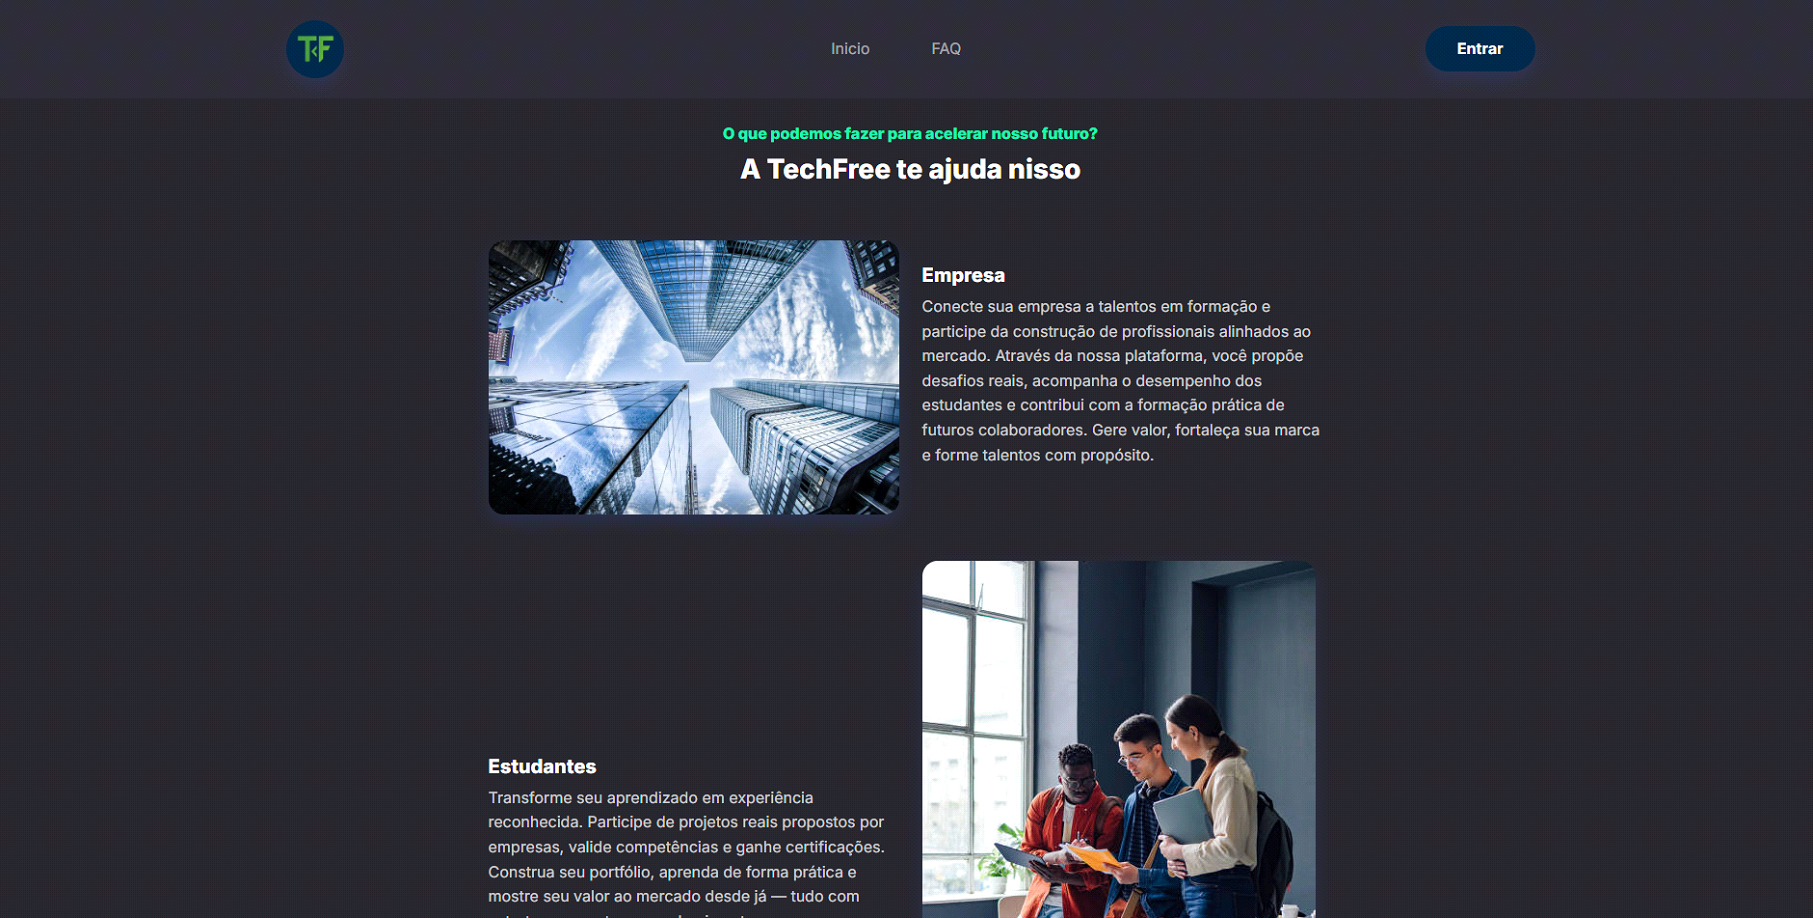 TF
Inicio
FAQ
Entrar
O que podemos fazer para acelerar nosso futuro?
A TechFree te ajuda nisso
Empresa
Conecte sua empresa a talentos em formação e
participe da construção de profissionais alinhados ao
mercado. Através da nossa plataforma, você propõe
desafios reais, acompanha o desempenho dos
estudantes e contribui com a formação prática de
futuros colaboradores. Gere valor, fortaleça sua marca
e forme talentos com propósito.
Estudantes
Transforme seu aprendizado em experiência
reconhecida. Participe de projetos reais propostos por
empresas, valide competências e ganhe certificações.
Construa seu portfólio, aprenda de forma prática e
mostre seu valor ao mercado desde já — tudo com